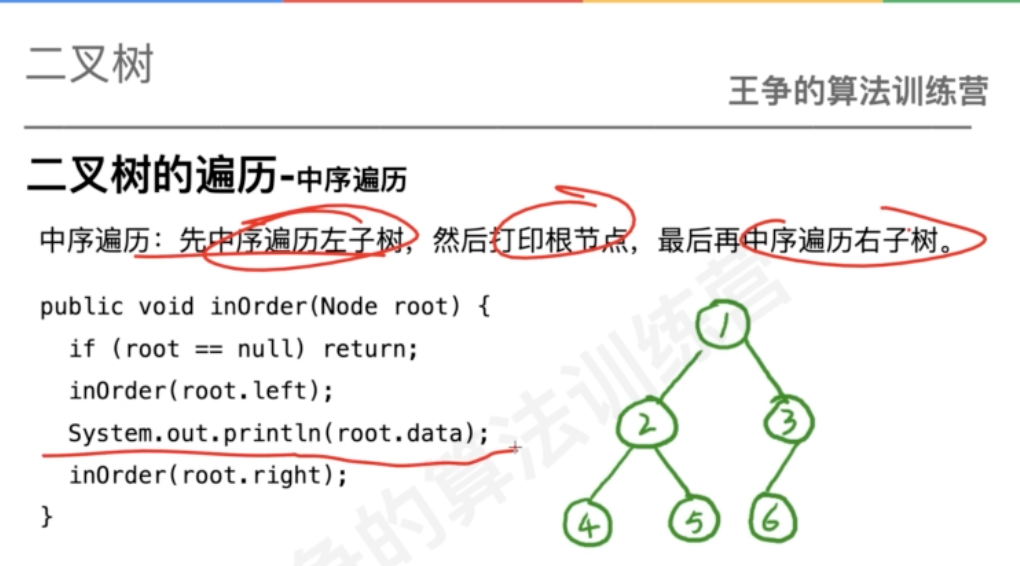 二叉树
王争的算法训练营
二叉树的遍历-中序遍历
中序遍历：先中序遍历左子树，然后打印根节点，最后再中序遍历右子树。
public void inOrder(Node root) {
if (root == null) return;
inOrder(root.left);
System.out.println(root.data);
inOrder(root.right);
}
1
2 3
4 5 6
争的算法训练营